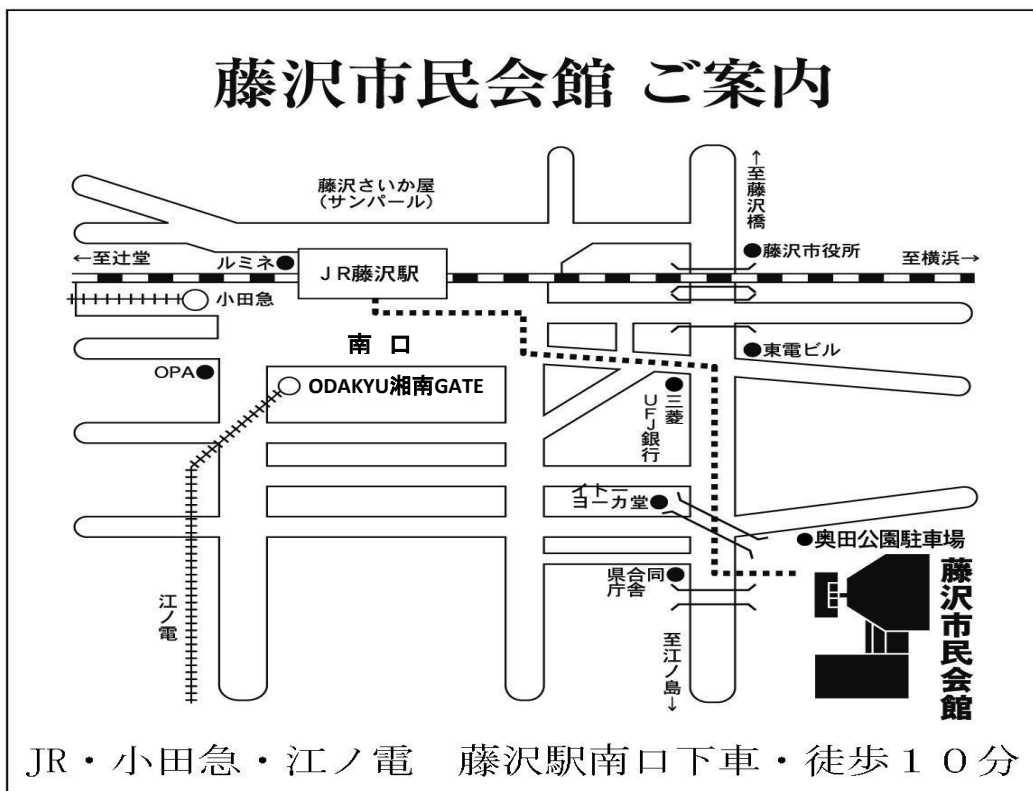 藤沢市民会館 ご案内
藤沢さいか屋
(サンパール)
↑至藤沢橋
←至辻堂
ルミネ
JR藤沢駅
藤沢市役所
至横浜→
小田急
南 口
東電ビル
OPA
ODAKYU湘南GATE
三菱
UFJ銀行
イトー
ヨーカ堂
奥田公園駐車場
県合同
庁舎
江ノ電
至江ノ島→
藤沢市民会館
JR・小田急・江ノ電 藤沢駅南口下車・徒歩10分